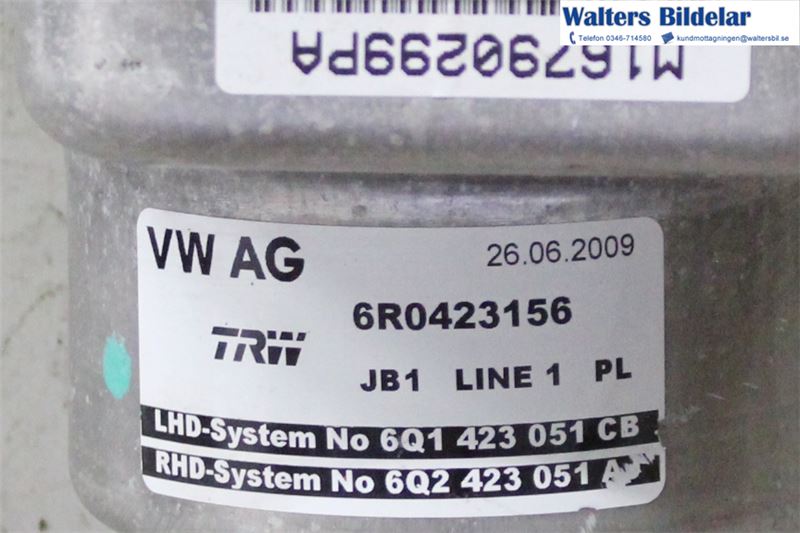 Walters Bildelar
Telefon 0346-714580 kundmottagningen@waltersbil.se
M16790299PA
VW AG
26.06.2009
6R0423156
TRW
JB1 LINE 1 PL
LHD-System No 6Q1 423 051 CB
RHD-System No 6Q2 423 051